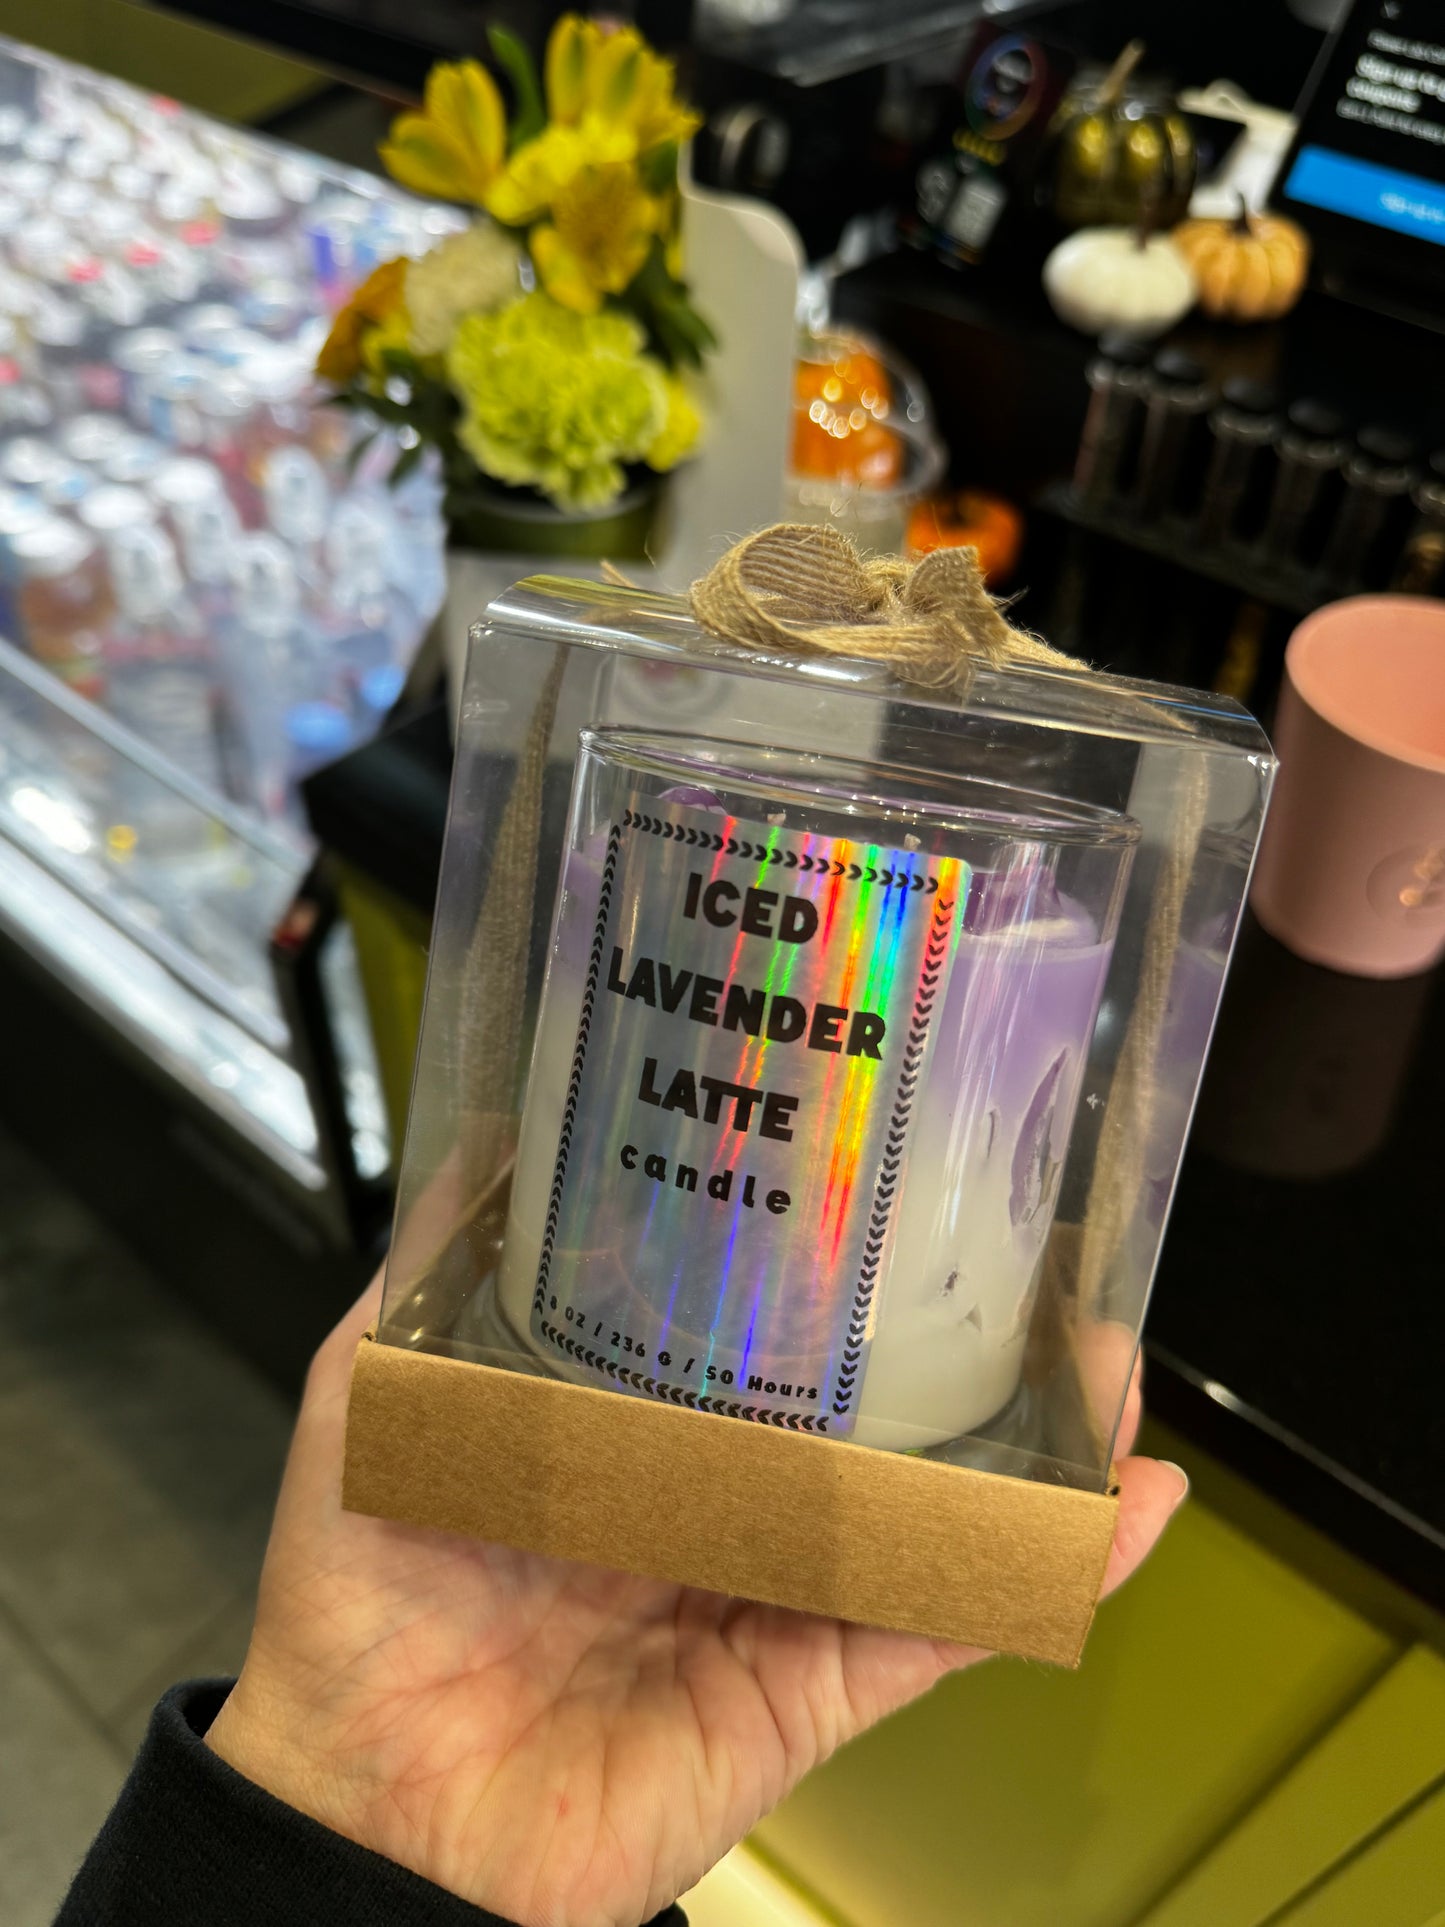 ICED
LAVENDER
LATTE
candle
8 OZ / 236 G / 50 Hours